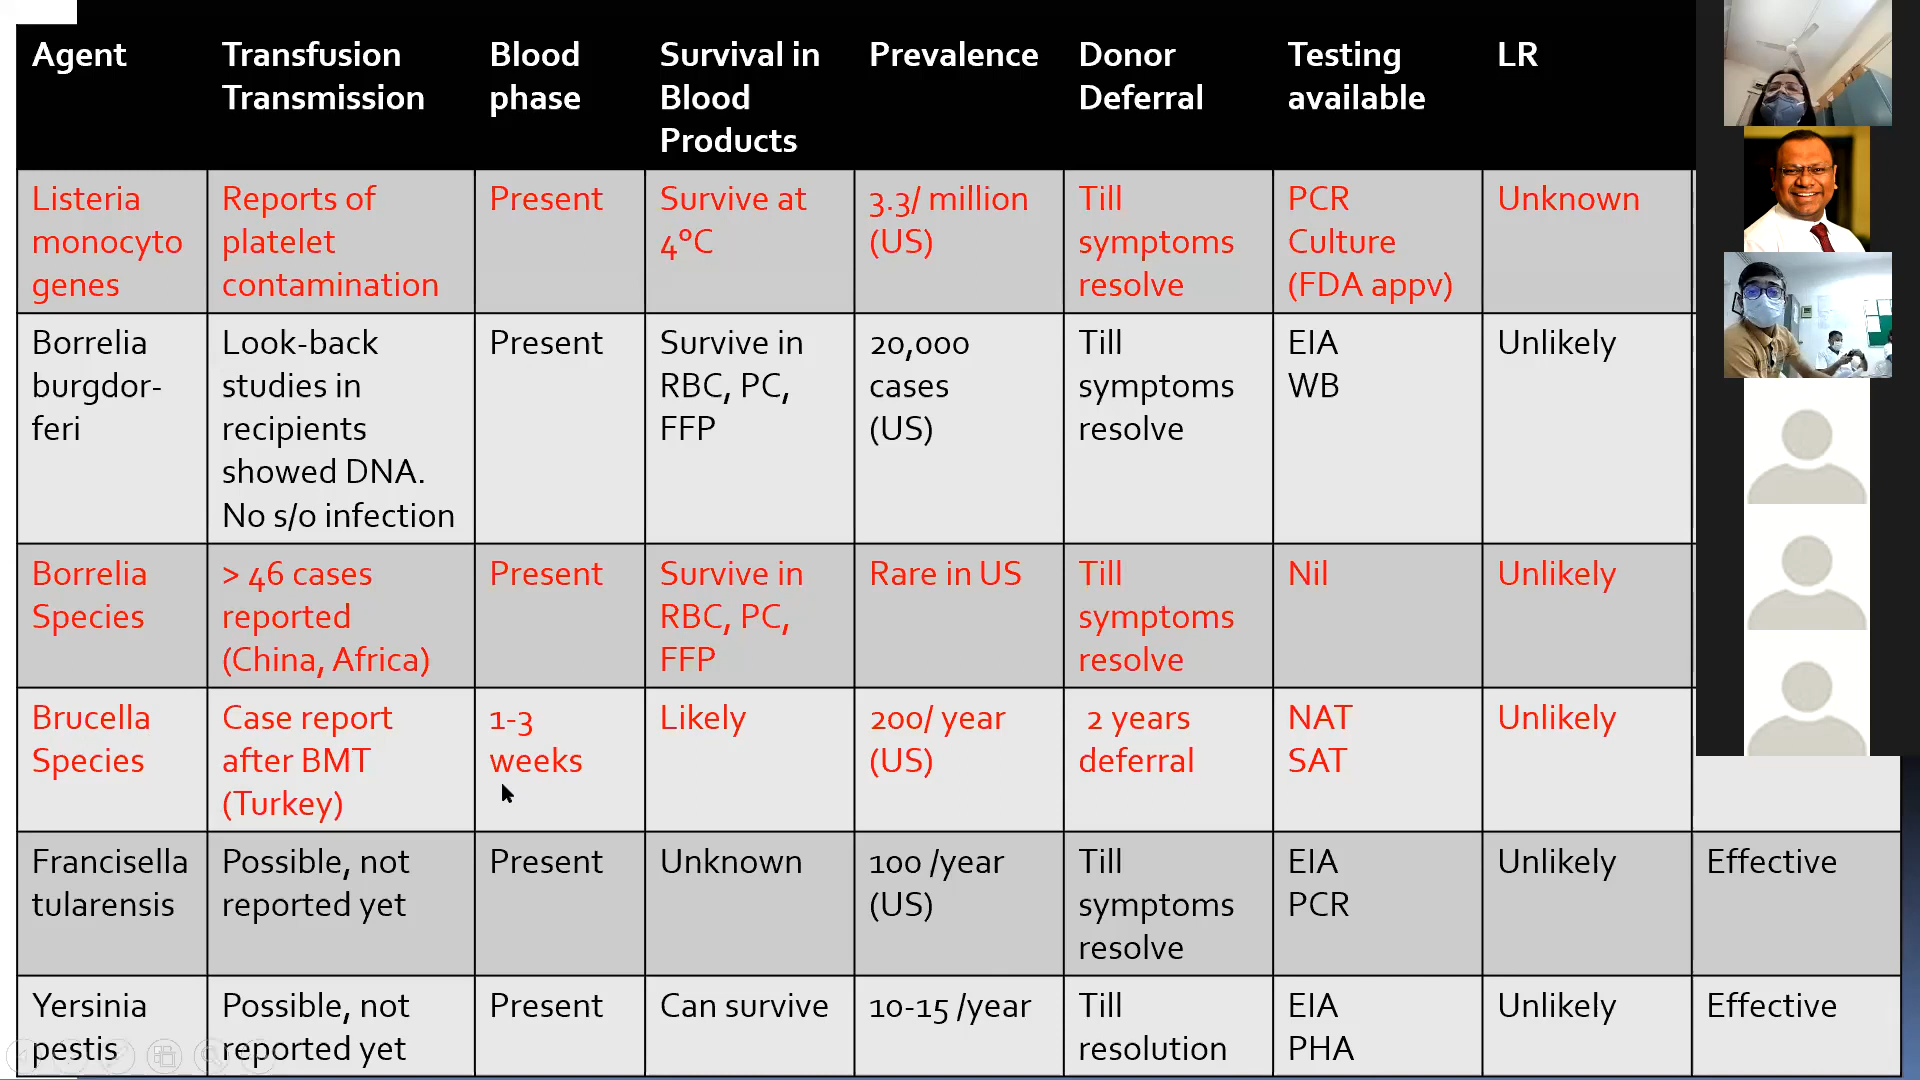 Agent
Transfusion
Transmission
Blood
phase
Survival in
Blood
Products
Prevalence
Donor
Deferral
Testing
available
LR
Listeria
monocyto
genes
Reports of
platelet
contamination
Present
Survive at
4°C
3.3/ million
(US)
Till
symptoms
resolve
PCR
Culture
(FDA appv)
Unknown
Borrelia
burgdor-
feri
Look-back
studies in
recipients
showed DNA.
No s/o infection
Present
Survive in
RBC, PC,
FFP
20,000
cases
(US)
Till
symptoms
resolve
EIA
WB
Unlikely
Borrelia
Species
> 46 cases
reported
(China, Africa)
Present
Survive in
RBC, PC,
FFP
Rare in US
Till
symptoms
resolve
Nil
Unlikely
Brucella
Species
Case report
after BMT
(Turkey)
1-3
weeks
Likely
200/ year
(US)
2 years
deferral
NAT
SAT
Unlikely
Francisella
tularensis
Possible, not
reported yet
Present
Unknown
100 /year
(US)
Till
symptoms
resolve
EIA
PCR
Unlikely
Effective
Yersinia
pestis
Possible, not
reported yet
Present
Can survive
10-15 /year
Till
resolution
EIA
PHA
Unlikely
Effective